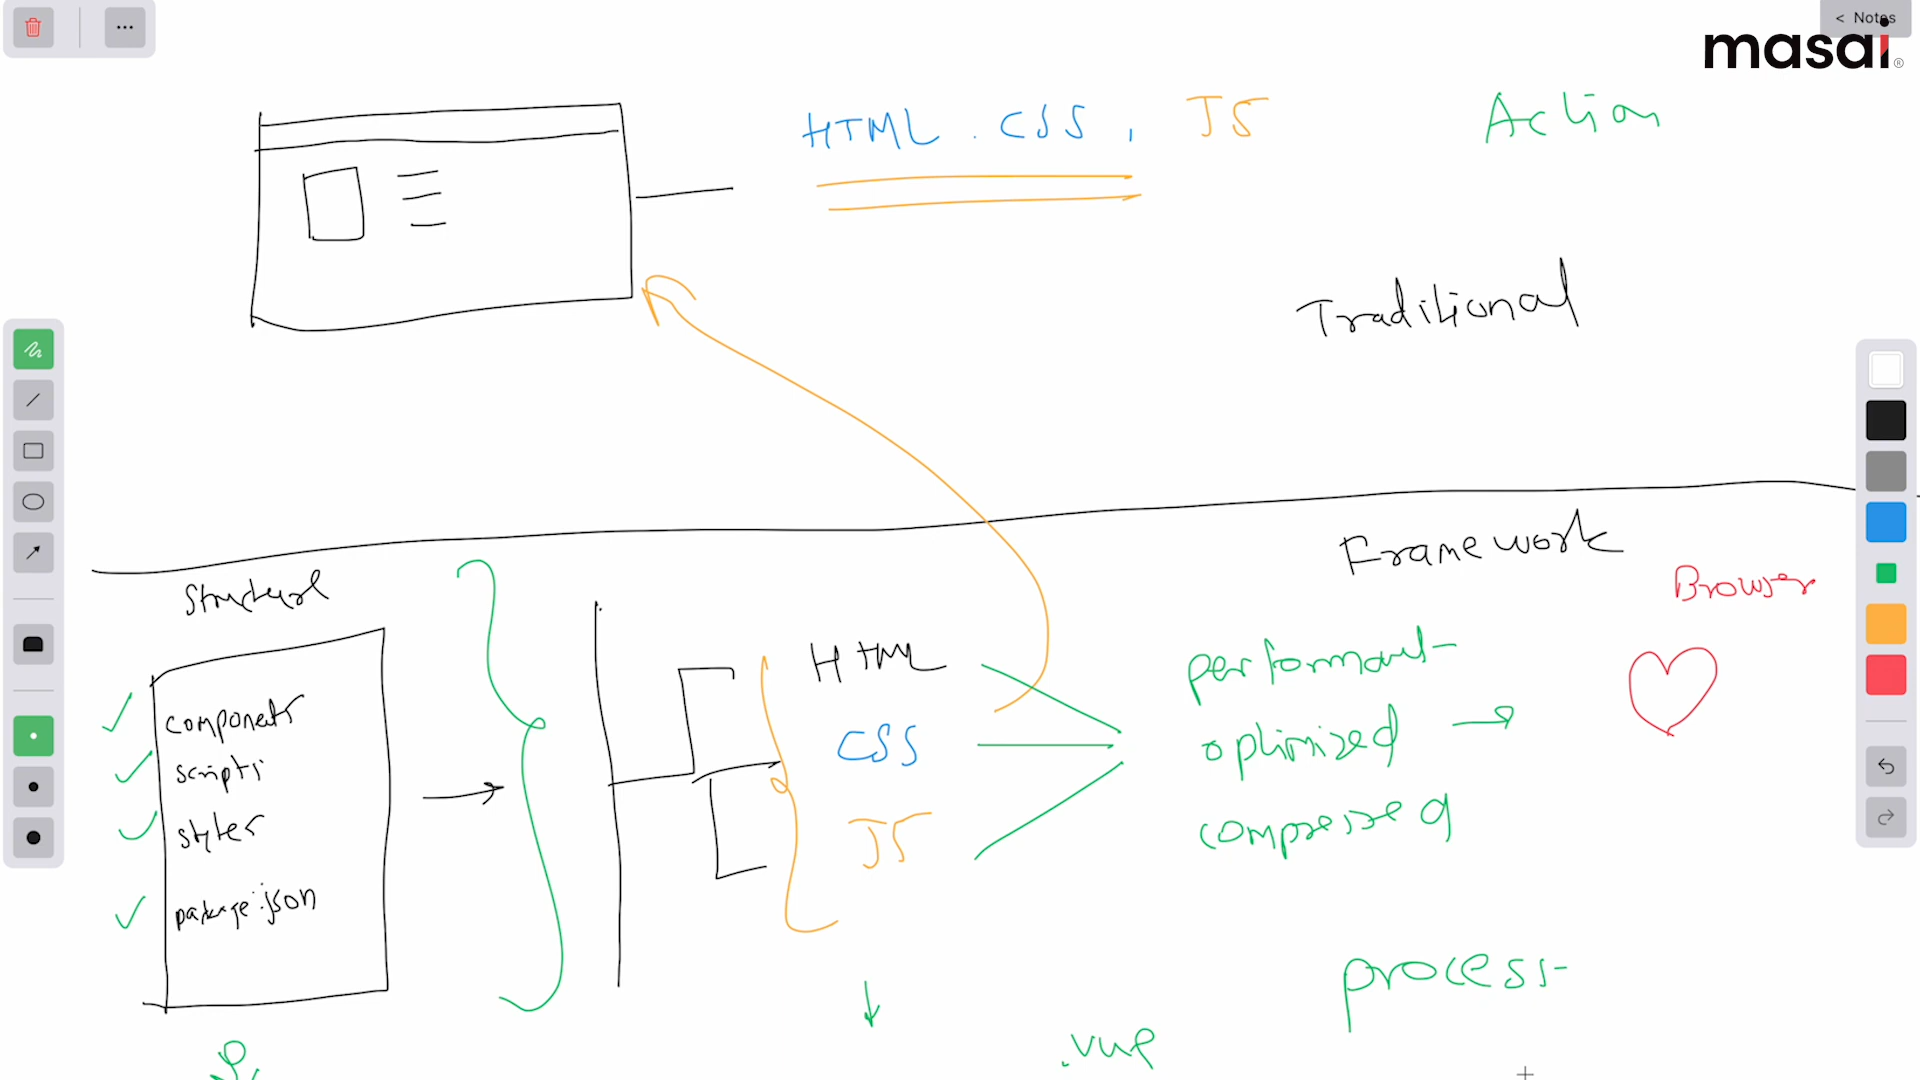 < Notes
masai
HTML . CSS , JS
Action
Traditional
Framework
Browser
Structure
components
scripts
styles
package.json
HTML
CSS
JS
performant
optimized
compressed
process
.vue